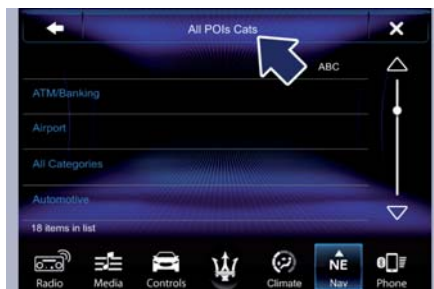 All POIs Cats
ABC
ATM/Banking
Airport
All Categories
Automotive
18 items in list
NE
Radio Media Controls Climate Nav Phone